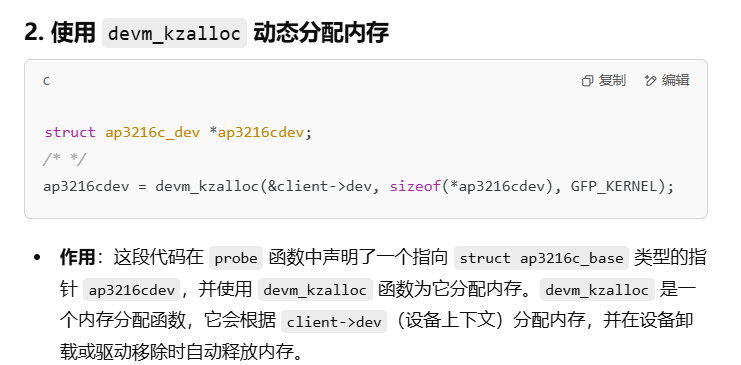 2. 使用 devm_kzalloc 动态分配内存
c
复制
编辑
struct ap3216c_dev *ap3216cdev;
/* */
ap3216cdev = devm_kzalloc(&client->dev, sizeof(*ap3216cdev), GFP_KERNEL);
• 作用：这段代码在 probe 函数中声明了一个指向 struct ap3216c_base 类型的指
针 ap3216cdev，并使用 devm_kzalloc 函数为它分配内存。devm_kzalloc 是一
个内存分配函数，它会根据 client->dev（设备上下文）分配内存，并在设备卸
载或驱动移除时自动释放内存。